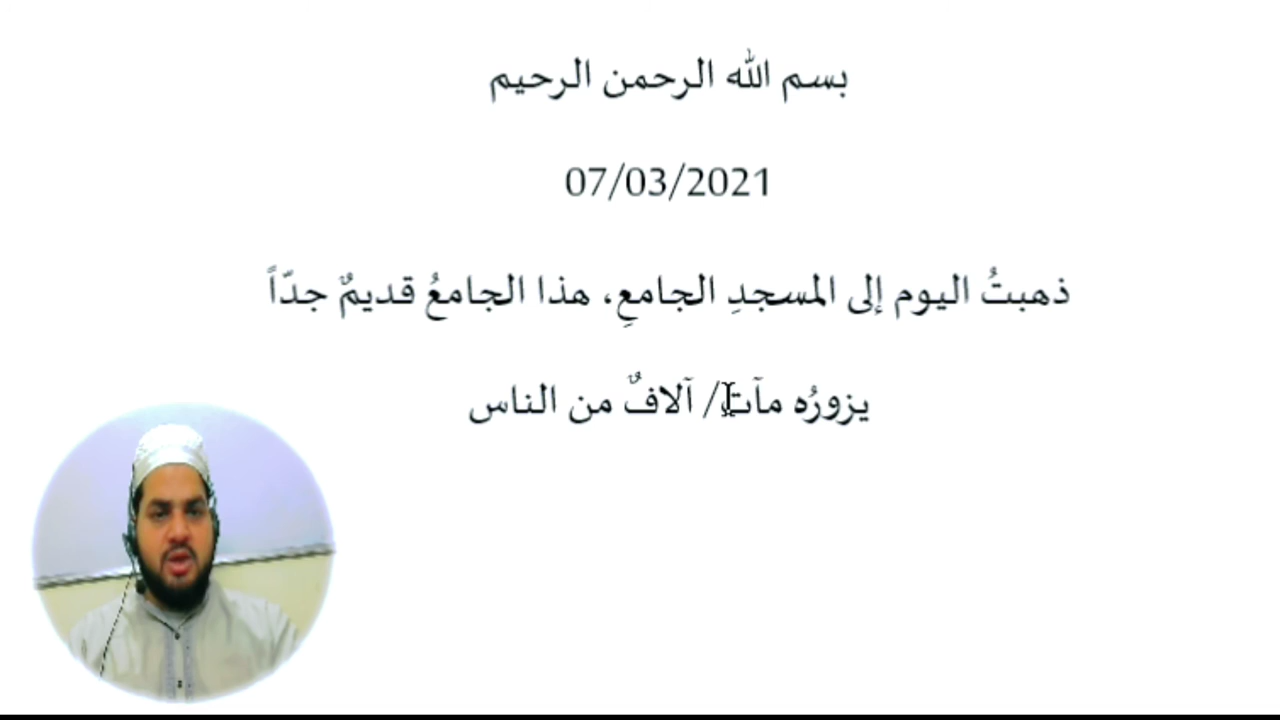 بسم الله الرحمن الرحيم
07/03/2021
ذهبتُ اليوم إلى المسجدِ الجامعِ، هذا الجامعُ قديمٌ جدّاً
يزورُه مآت/ آلافٌ من الناس